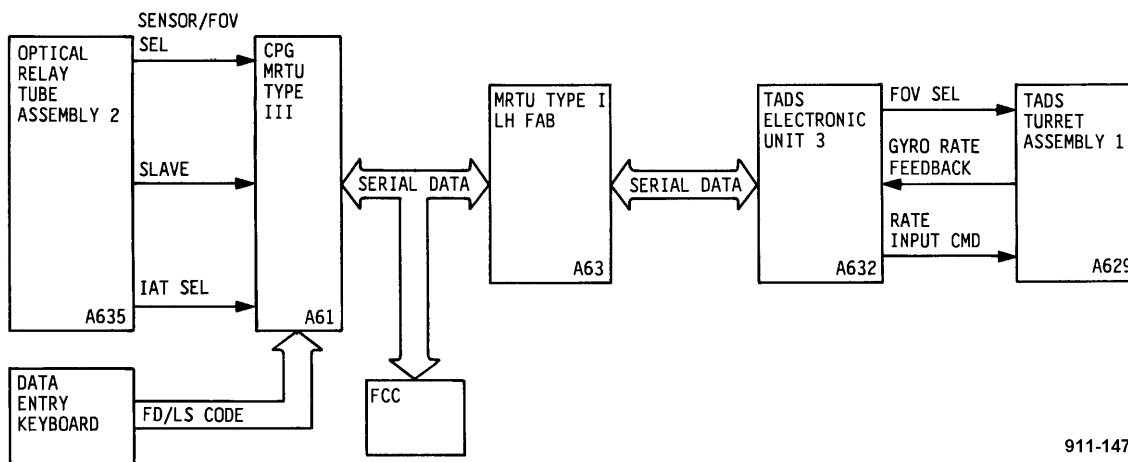 SENSOR/FOV
SEL
OPTICAL
RELAY
TUBE
ASSEMBLY 2
SLAVE
IAT SEL
A635
CPG
MRTU
TYPE
III
A61
SERIAL DATA
MRTU TYPE I
LH FAB
A63
SERIAL DATA
TADS
ELECTRONIC
UNIT 3
A632
FOV SEL
GYRO RATE
FEEDBACK
RATE
INPUT CMD
TADS
TURRET
ASSEMBLY 1
A629
DATA
ENTRY
KEYBOARD
FD/LS CODE
FCC
911-147